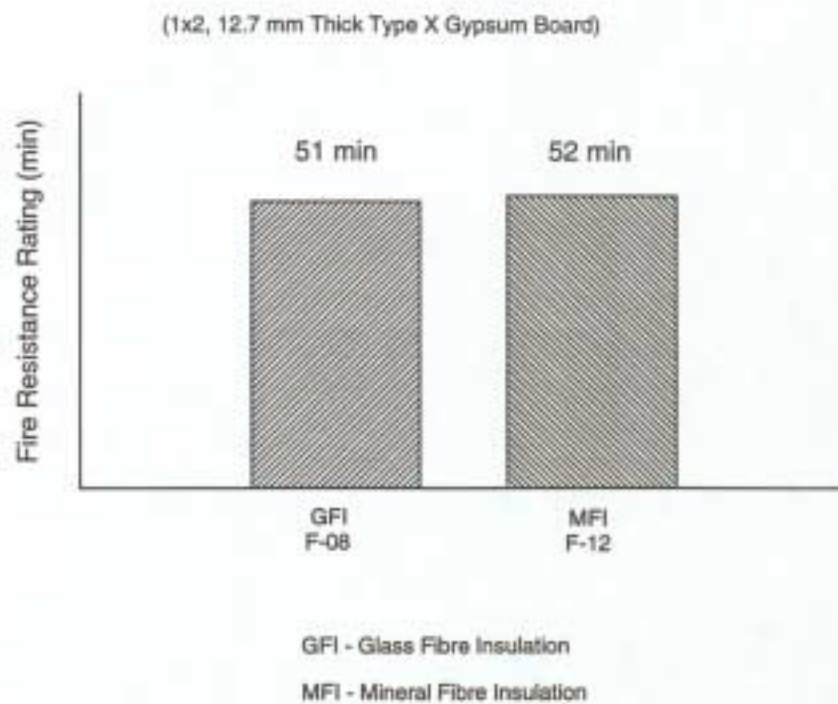 (1x2, 12.7 mm Thick Type X Gypsum Board)
Fire Resistance Rating (min)
51 min
52 min
GFI
F-08
MFI
F-12
GFI - Glass Fibre Insulation
MFI - Mineral Fibre Insulation